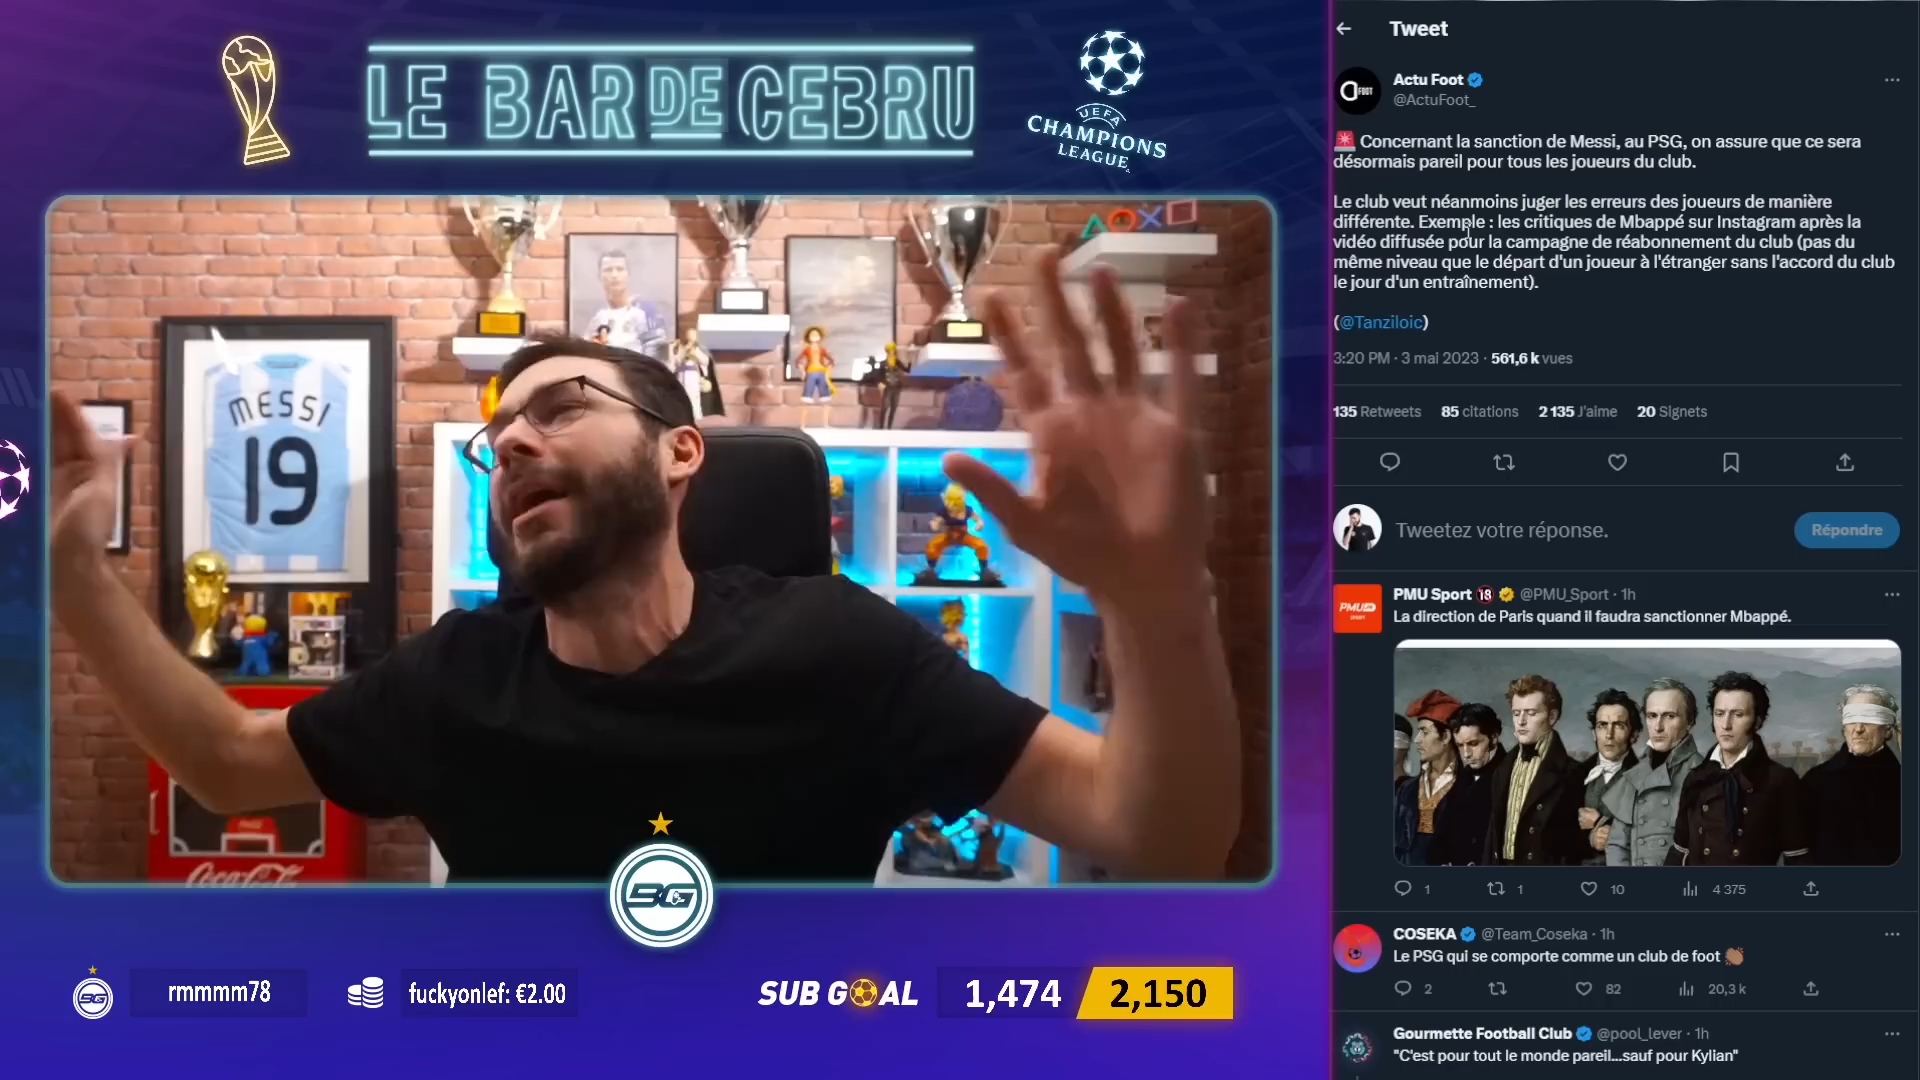 LE BAR DE CEBRU
UEFA
CHAMPIONS
LEAGUE
MESSI
19
Coca-Cola
BG
BG
rmmmm78
fuckyonlef: €2.00
SUB GOAL
1,474
2,150
Tweet
Actu Foot
@ActuFoot_
FOOT
🚨 Concernant la sanction de Messi, au PSG, on assure que ce sera
désormais pareil pour tous les joueurs du club.
Le club veut néanmoins juger les erreurs des joueurs de manière
différente. Exemple : les critiques de Mbappé sur Instagram après la
vidéo diffusée pour la campagne de réabonnement du club (pas du
même niveau que le départ d'un joueur à l'étranger sans l'accord du club
le jour d'un entraînement).
(@Tanziloic)
3:20 PM · 3 mai 2023 · 561,6 k vues
135 Retweets 85 citations 2 135 J'aime 20 Signets
Tweetez votre réponse.
Répondre
PMU Sport 🔞 @PMU_Sport · 1h
PMU
SPORT
La direction de Paris quand il faudra sanctionner Mbappé.
1 1 10 4 375
COSEKA @Team_Coseka · 1h
Le PSG qui se comporte comme un club de foot 👏🏽
2 82 20,3 k
Gourmette Football Club @pool_lever · 1h
"C'est pour tout le monde pareil...sauf pour Kylian"